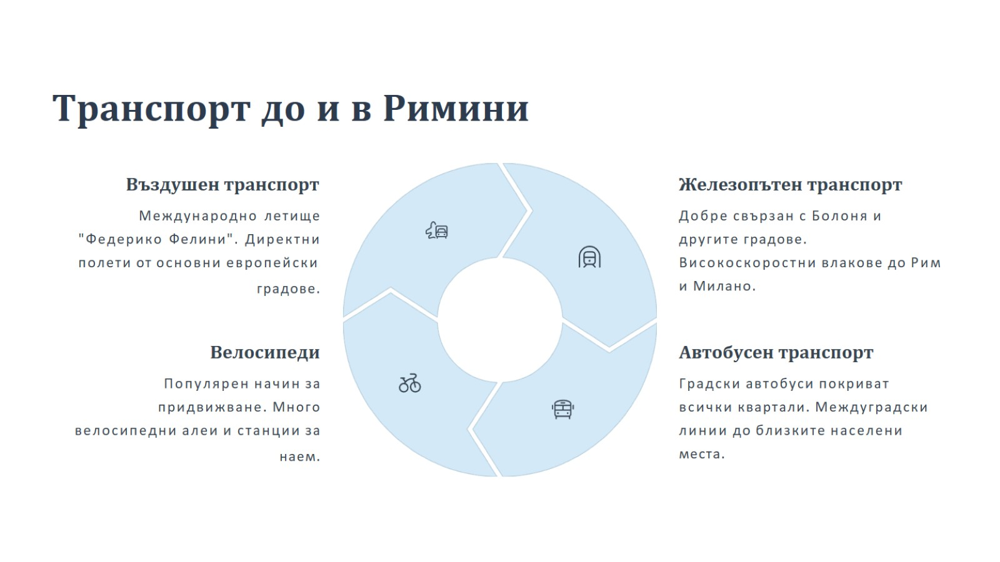 Транспорт до и в Римини
Въздушен транспорт
Международно летище
"Федерико Фелини". Директни
полети от основни европейски
градове.
Железопътен транспорт
Добре свързан с Болоня и
другите градове.
Високоскоростни влакове до Рим
и Милано.
Велосипеди
Популярен начин за
придвижване. Много
велосипедни алеи и станции за
наем.
Автобусен транспорт
Градски автобуси покриват
всички квартали. Междуградски
линии до близките населени
места.